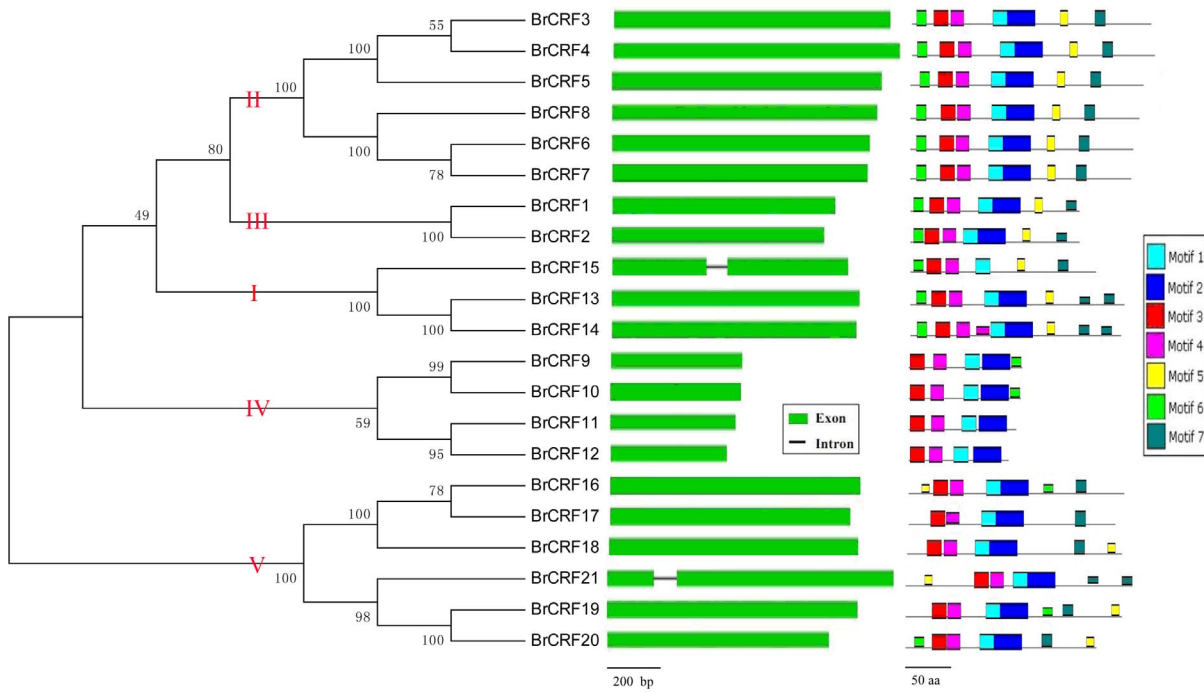 55
BrCRF3
100
BrCRF4
100
II
BrCRF5
BrCRF8
80
100
BrCRF6
78
BrCRF7
49
III
BrCRF1
100
BrCRF2
I
BrCRF15
100
BrCRF13
100
BrCRF14
99
BrCRF9
IV
BrCRF10
59
BrCRF11
95
BrCRF12
78
BrCRF16
100
BrCRF17
V
BrCRF18
100
BrCRF21
98
BrCRF19
100
BrCRF20
Exon
Intron
Motif 1
Motif 2
Motif 3
Motif 4
Motif 5
Motif 6
Motif 7
200 bp
50 aa